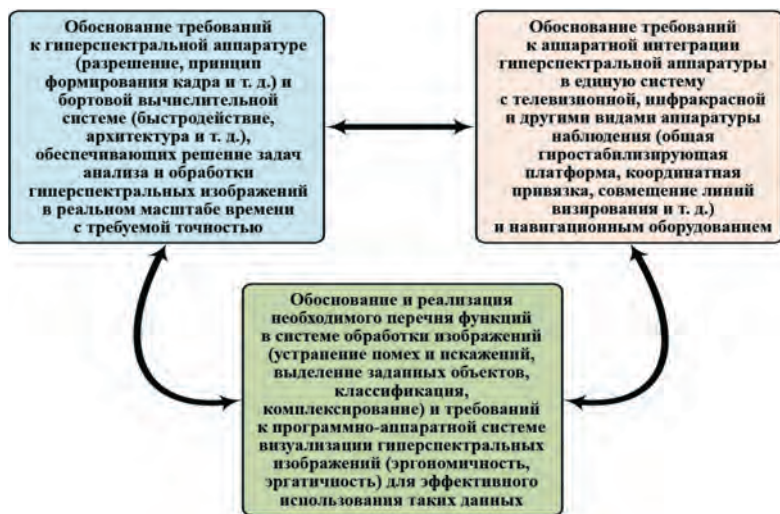 Обоснование требований
к гиперспектральной аппаратуре
(разрешение, принцип
формирования кадра и т. д.) и
бортовой вычислительной
системе (быстродействие,
архитектура и т. д.),
обеспечивающих решение задач
анализа и обработки
гиперспектральных изображений
в реальном масштабе времени
с требуемой точностью
Обоснование требований
к аппаратной интеграции
гиперспектральной аппаратуры
в единую систему
с телевизионной, инфракрасной
и другими видами аппаратуры
наблюдения (общая
гиростабилизирующая
платформа, координатная
привязка, совмещение линий
визирования и т. д.)
и навигационным оборудованием
Обоснование и реализация
необходимого перечня функций
в системе обработки изображений
(устранение помех и искажений,
выделение заданных объектов,
классификация,
комплексирование) и требований
к программно-аппаратной системе
визуализации гиперспектральных
изображений (эргономичность,
эргатичность) для эффективного
использования таких данных